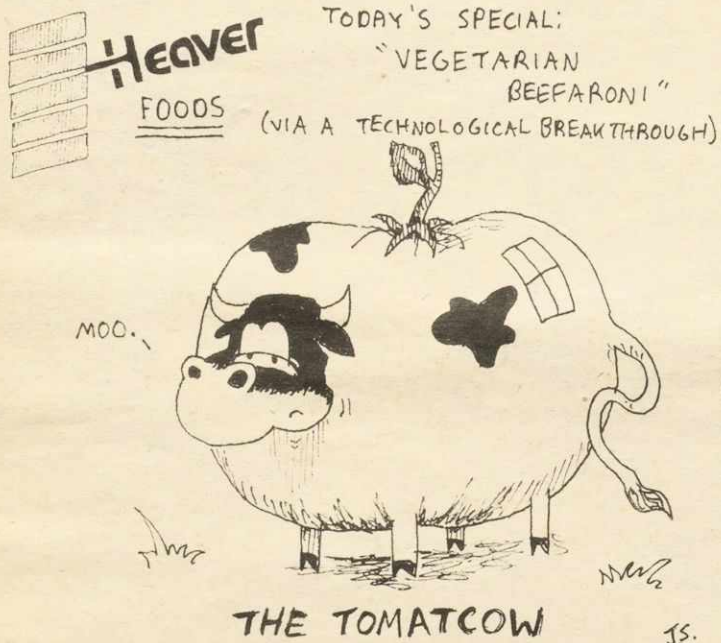 Heaver
FOODS
TODAY'S SPECIAL:
"VEGETARIAN
BEEFARONI"
(VIA A TECHNOLOGICAL BREAKTHROUGH)
MOO.
THE TOMATCOW
JS.